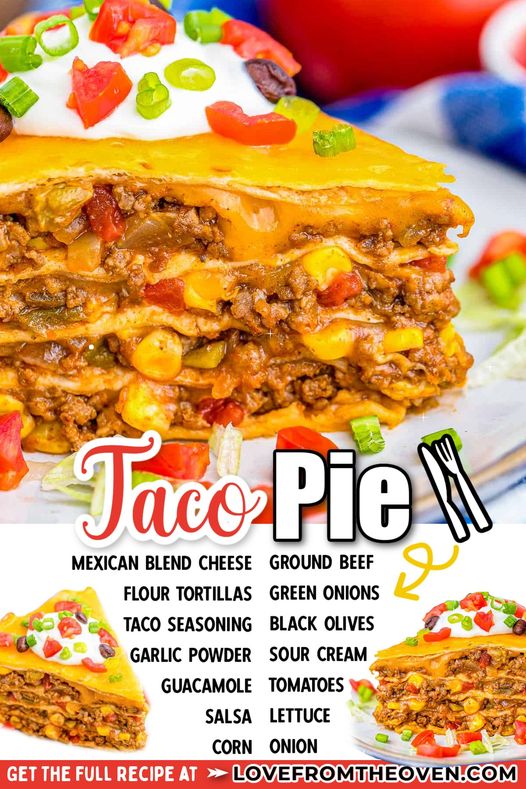 Taco Pie
MEXICAN BLEND CHEESE
FLOUR TORTILLAS
TACO SEASONING
GARLIC POWDER
GUACAMOLE
SALSA
CORN
GROUND BEEF
GREEN ONIONS
BLACK OLIVES
SOUR CREAM
TOMATOES
LETTUCE
ONION
GET THE FULL RECIPE AT LOVEFROMTHEOVEN.COM